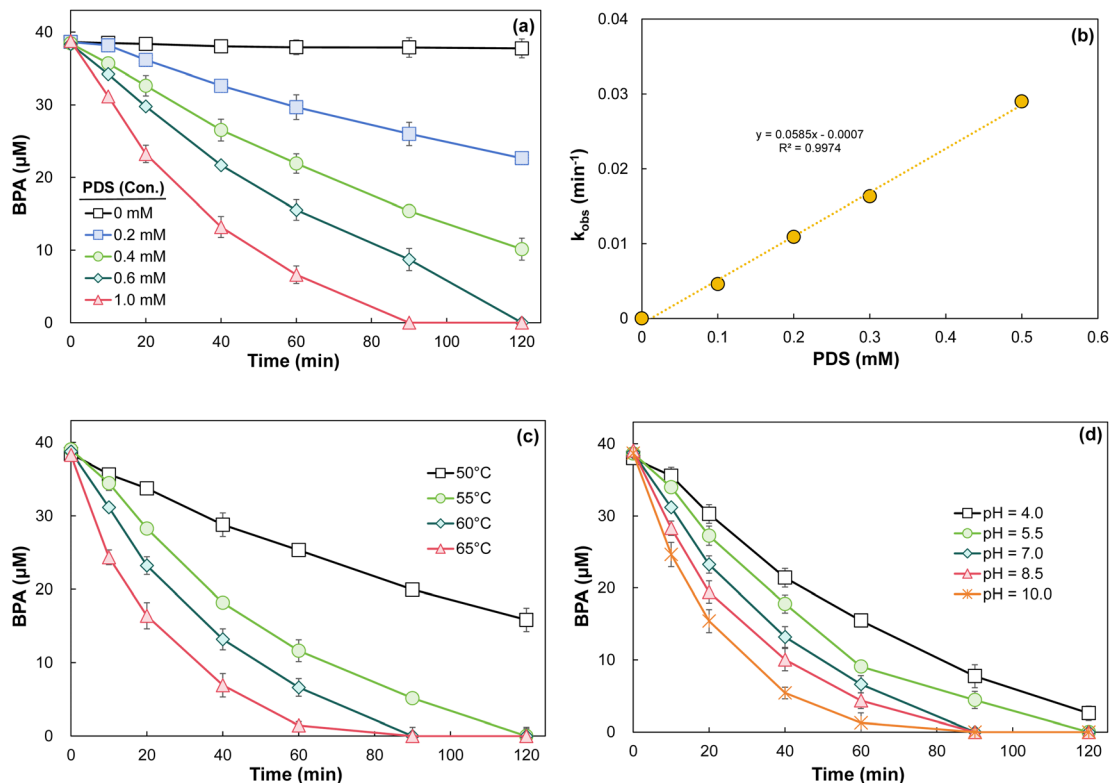 (a)
40
30
20
10
0
BPA (μM)
PDS (Con.)
0 mM
0.2 mM
0.4 mM
0.6 mM
1.0 mM
0 20 40 60 80 100 120
Time (min)
(b)
0.04
0.03
0.02
0.01
0
k_obs (min⁻¹)
y = 0.0585x - 0.0007
R² = 0.9974
0 0.1 0.2 0.3 0.4 0.5 0.6
PDS (mM)
(c)
40
30
20
10
0
BPA (μM)
50°C
55°C
60°C
65°C
0 20 40 60 80 100 120
Time (min)
(d)
40
30
20
10
0
BPA (μM)
pH = 4.0
pH = 5.5
pH = 7.0
pH = 8.5
pH = 10.0
0 20 40 60 80 100 120
Time (min)